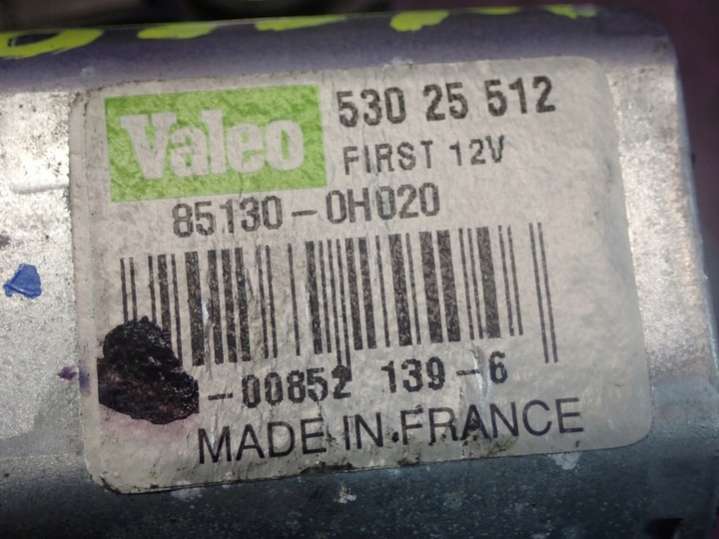 Valeo
530 25 512
FIRST 12V
85130-0H020
-00852 139-6
MADE IN FRANCE